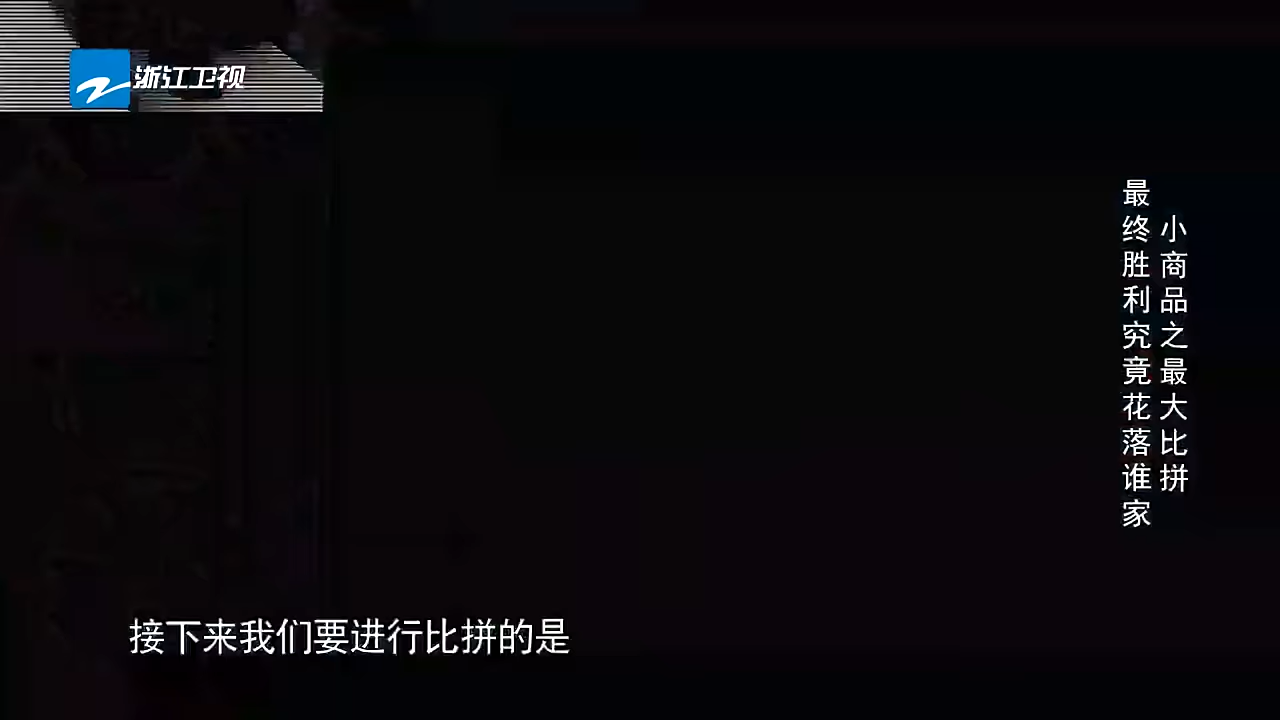 浙江卫视
小商品之最大比拼
最终胜利究竟花落谁家
接下来我们要进行比拼的是